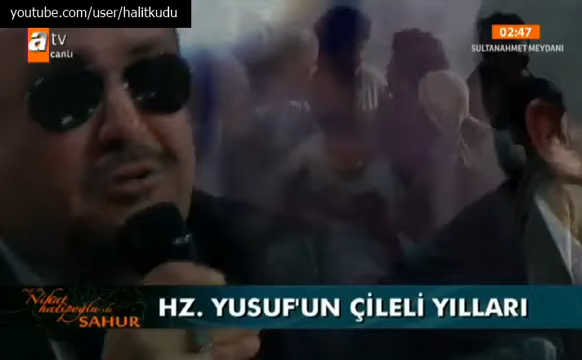 youtube.com/user/halitkudu
atv
canlı
02:47
SULTANAHMET MEYDANI
Nihat
hatipoğlu ile
SAHUR
HZ. YUSUF'UN ÇİLELİ YILLARI